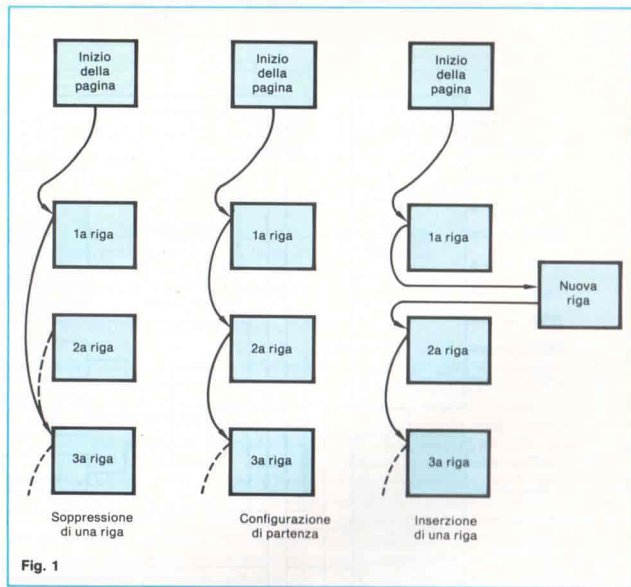 Inizio
della
pagina
1a riga
2a riga
3a riga
Soppressione
di una riga
Inizio
della
pagina
1a riga
2a riga
3a riga
Configurazione
di partenza
Inizio
della
pagina
1a riga
Nuova
riga
2a riga
3a riga
Inserzione
di una riga
Fig. 1